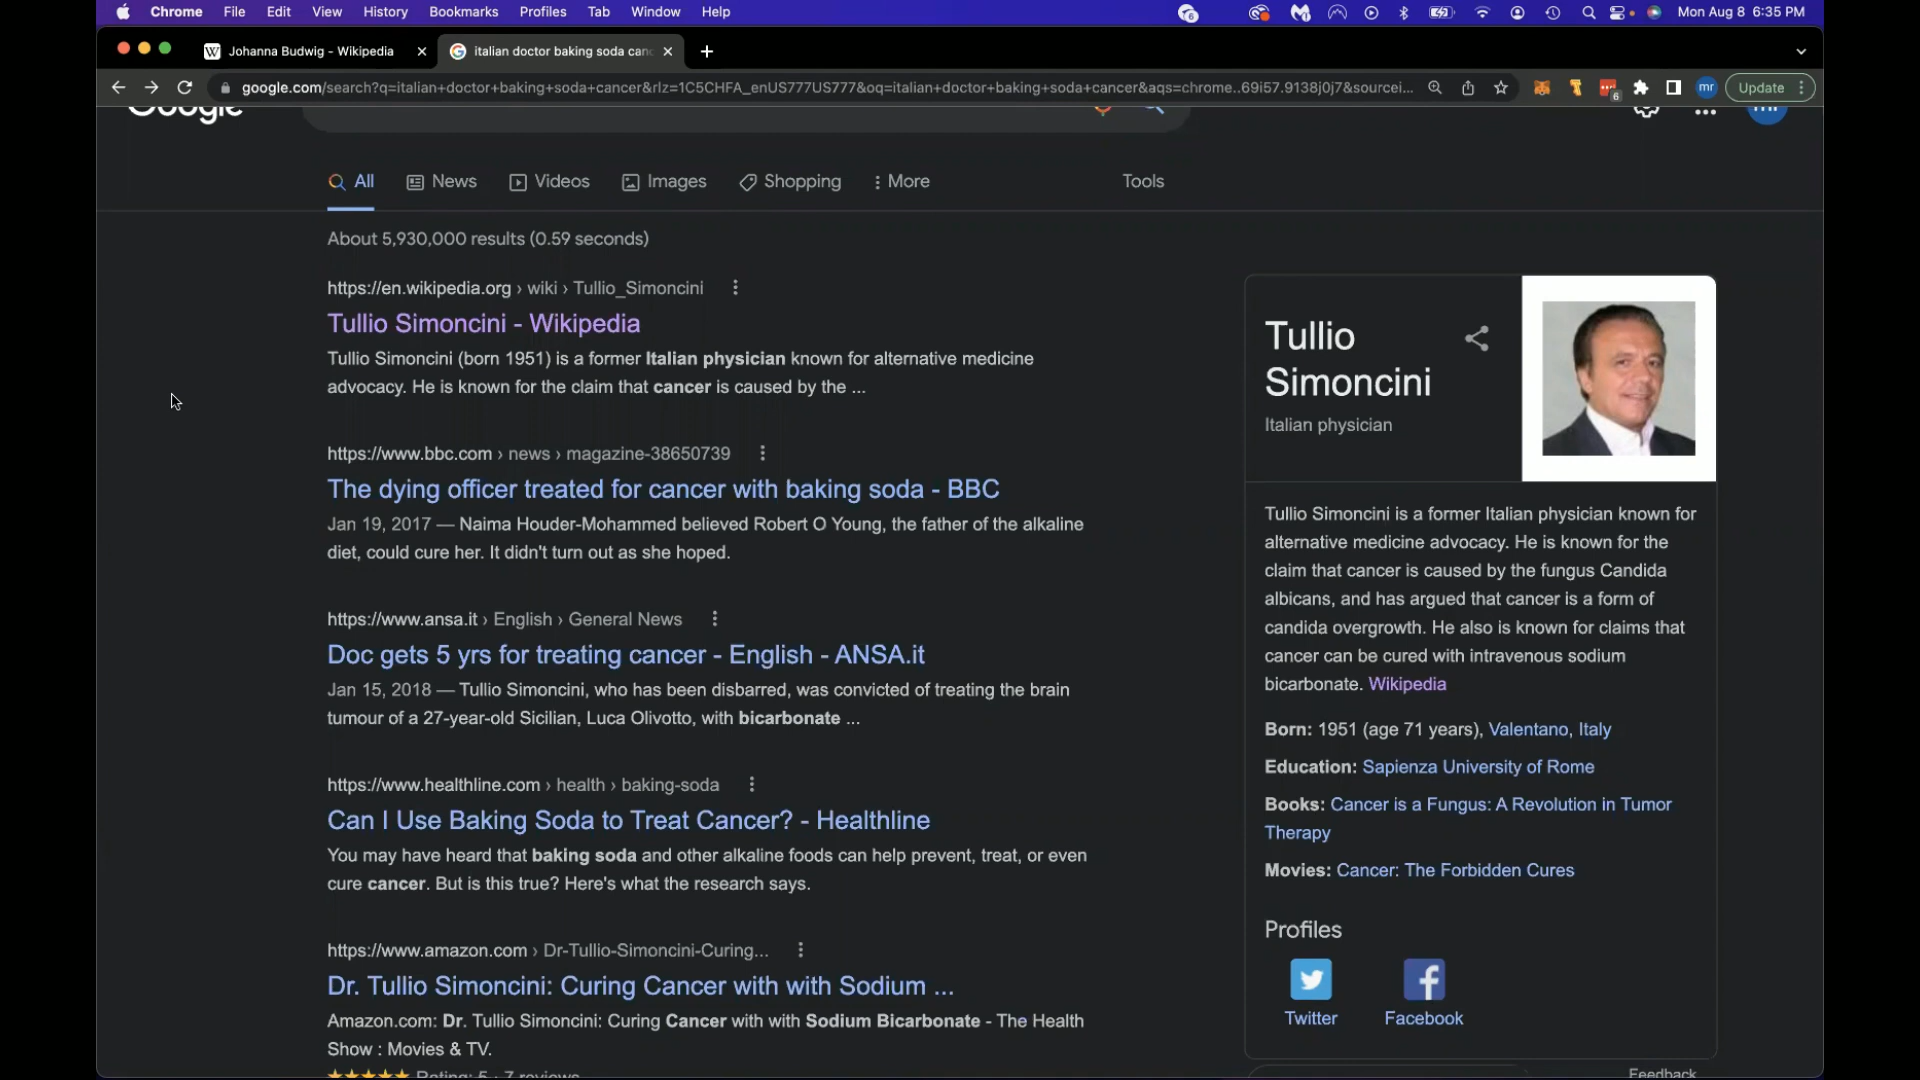 Chrome File Edit View History Bookmarks Profiles Tab Window Help Mon Aug 8 6:35 PM
Johanna Budwig - Wikipedia italian doctor baking soda can
google.com/search?q=italian+doctor+baking+soda+cancer&rlz=1C5CHFA_enUS777US777&oq=italian+doctor+baking+soda+cancer&aqs=chrome..69i57.9138j0j7&sourcei... 6 mr Update
Google
All News Videos Images Shopping More Tools
About 5,930,000 results (0.59 seconds)
https://en.wikipedia.org › wiki › Tullio_Simoncini
Tullio Simoncini - Wikipedia
Tullio Simoncini (born 1951) is a former Italian physician known for alternative medicine
advocacy. He is known for the claim that cancer is caused by the ...
https://www.bbc.com › news › magazine-38650739
The dying officer treated for cancer with baking soda - BBC
Jan 19, 2017 — Naima Houder-Mohammed believed Robert O Young, the father of the alkaline
diet, could cure her. It didn't turn out as she hoped.
https://www.ansa.it › English › General News
Doc gets 5 yrs for treating cancer - English - ANSA.it
Jan 15, 2018 — Tullio Simoncini, who has been disbarred, was convicted of treating the brain
tumour of a 27-year-old Sicilian, Luca Olivotto, with bicarbonate ...
https://www.healthline.com › health › baking-soda
Can I Use Baking Soda to Treat Cancer? - Healthline
You may have heard that baking soda and other alkaline foods can help prevent, treat, or even
cure cancer. But is this true? Here's what the research says.
https://www.amazon.com › Dr-Tullio-Simoncini-Curing...
Dr. Tullio Simoncini: Curing Cancer with with Sodium ...
Amazon.com: Dr. Tullio Simoncini: Curing Cancer with with Sodium Bicarbonate - The Health
Show : Movies & TV.
Rating: 5 · 7 reviews
Tullio
Simoncini
Italian physician
Tullio Simoncini is a former Italian physician known for
alternative medicine advocacy. He is known for the
claim that cancer is caused by the fungus Candida
albicans, and has argued that cancer is a form of
candida overgrowth. He also is known for claims that
cancer can be cured with intravenous sodium
bicarbonate. Wikipedia
Born: 1951 (age 71 years), Valentano, Italy
Education: Sapienza University of Rome
Books: Cancer is a Fungus: A Revolution in Tumor
Therapy
Movies: Cancer: The Forbidden Cures
Profiles
Twitter Facebook
Feedback